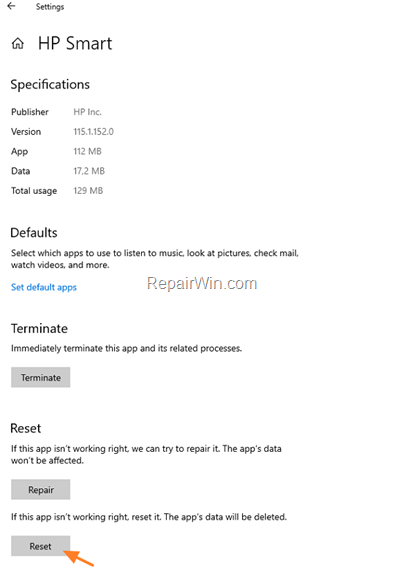 Settings
HP Smart
Specifications
Publisher HP Inc.
Version 115.1.152.0
App 112 MB
Data 17.2 MB
Total usage 129 MB
Defaults
Select which apps to use to listen to music, look at pictures, check mail,
watch videos, and more.
Set default apps
RepairWin.com
Terminate
Immediately terminate this app and its related processes.
Terminate
Reset
If this app isn't working right, we can try to repair it. The app's data
won't be affected.
Repair
If this app isn't working right, reset it. The app's data will be deleted.
Reset